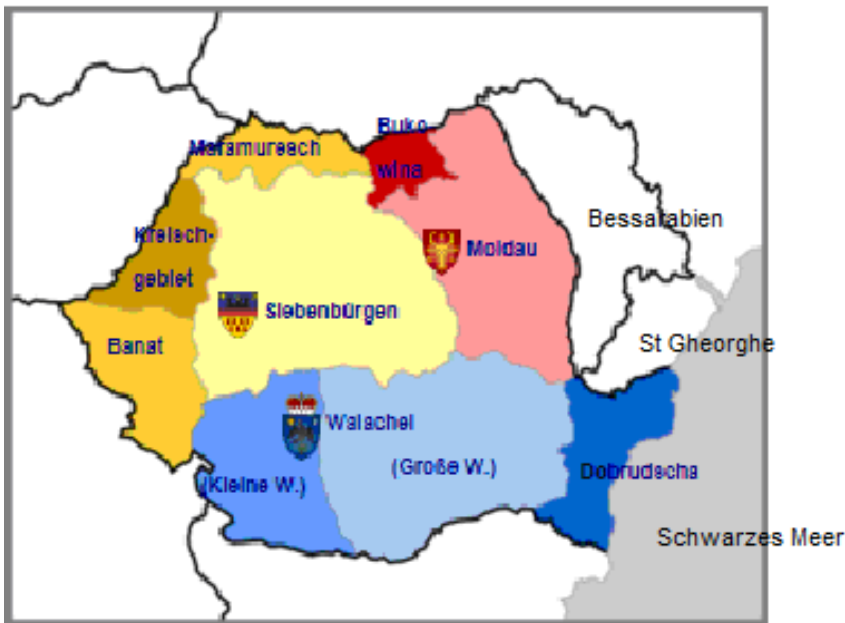 Buko-
wina
Maramuresch
Bessarabien
Kreisch-
gebiet
Moldau
Siebenbürgen
St Gheorghe
Banat
Walachei
(Große W.)
(Kleine W.)
Dobrudscha
Schwarzes Meer